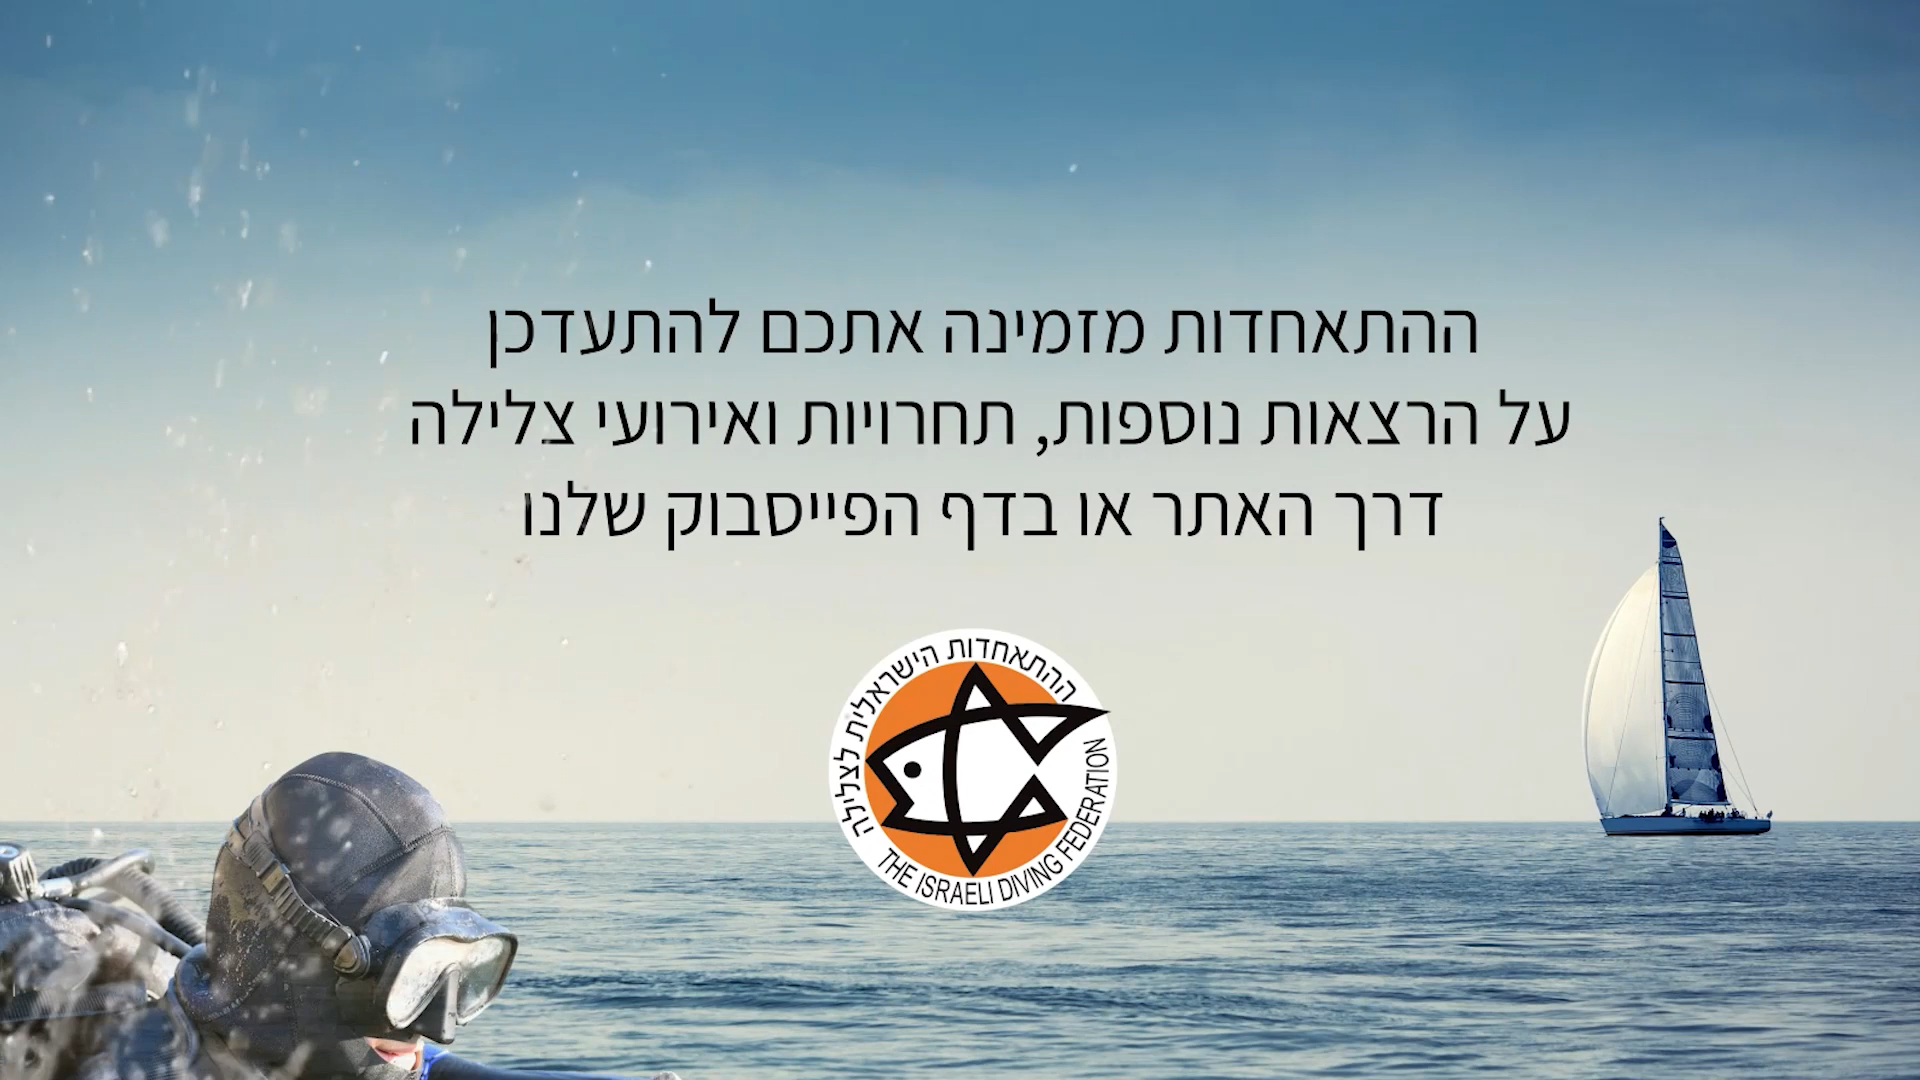 ההתאחדות מזמינה אתכם להתעדכן
על הרצאות נוספות, תחרויות ואירועי צלילה
דרך האתר או בדף הפייסבוק שלנו
ההתאחדות הישראלית לצלילה
THE ISRAELI DIVING FEDERATION